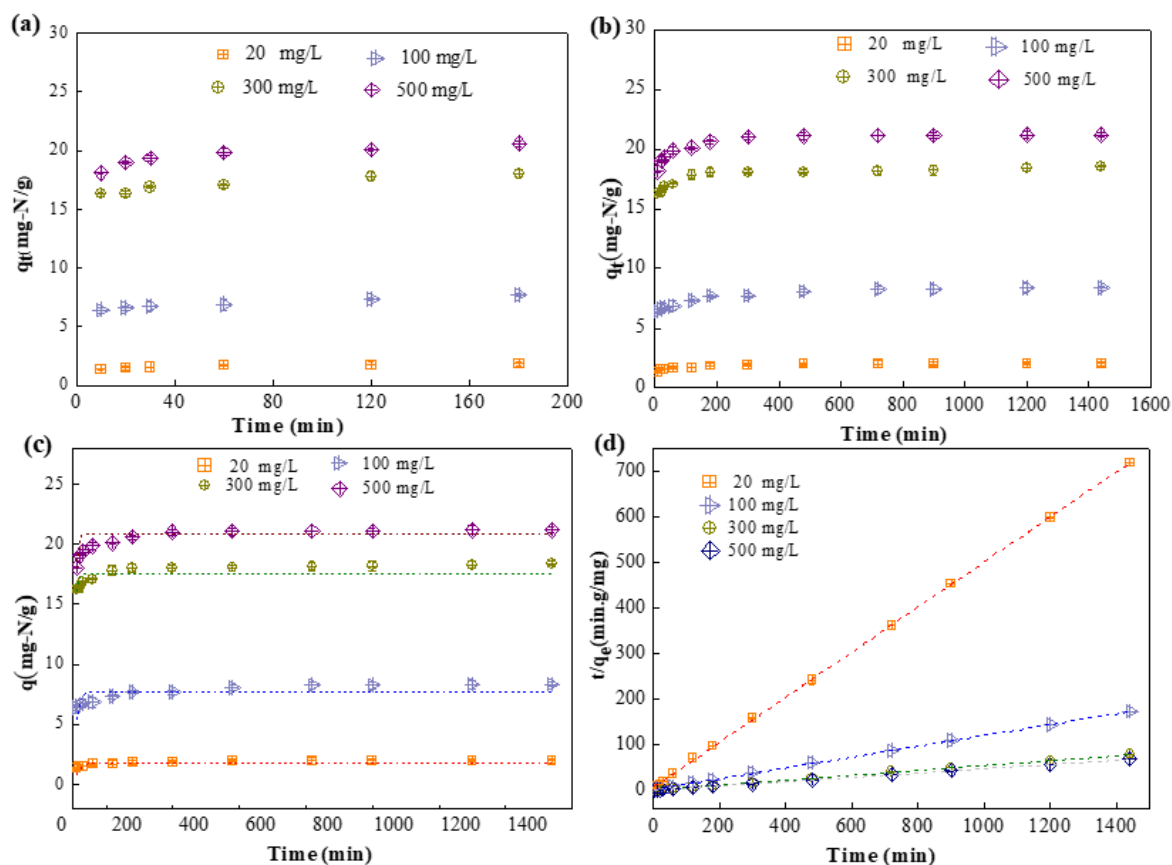 (a)
30
25
20
15
10
5
0
20 mg/L
100 mg/L
300 mg/L
500 mg/L
qt(mg-N/g)
0 40 80 120 160 200
Time (min)
(b)
30
25
20
15
10
5
0
20 mg/L
100 mg/L
300 mg/L
500 mg/L
qt(mg-N/g)
0 200 400 600 800 1000 1200 1400 1600
Time (min)
(c)
25
20
15
10
5
0
20 mg/L
100 mg/L
300 mg/L
500 mg/L
q(mg-N/g)
0 200 400 600 800 1000 1200 1400
Time (min)
(d)
700
600
500
400
300
200
100
0
20 mg/L
100 mg/L
300 mg/L
500 mg/L
t/qe(min.g/mg)
0 200 400 600 800 1000 1200 1400
Time (min)